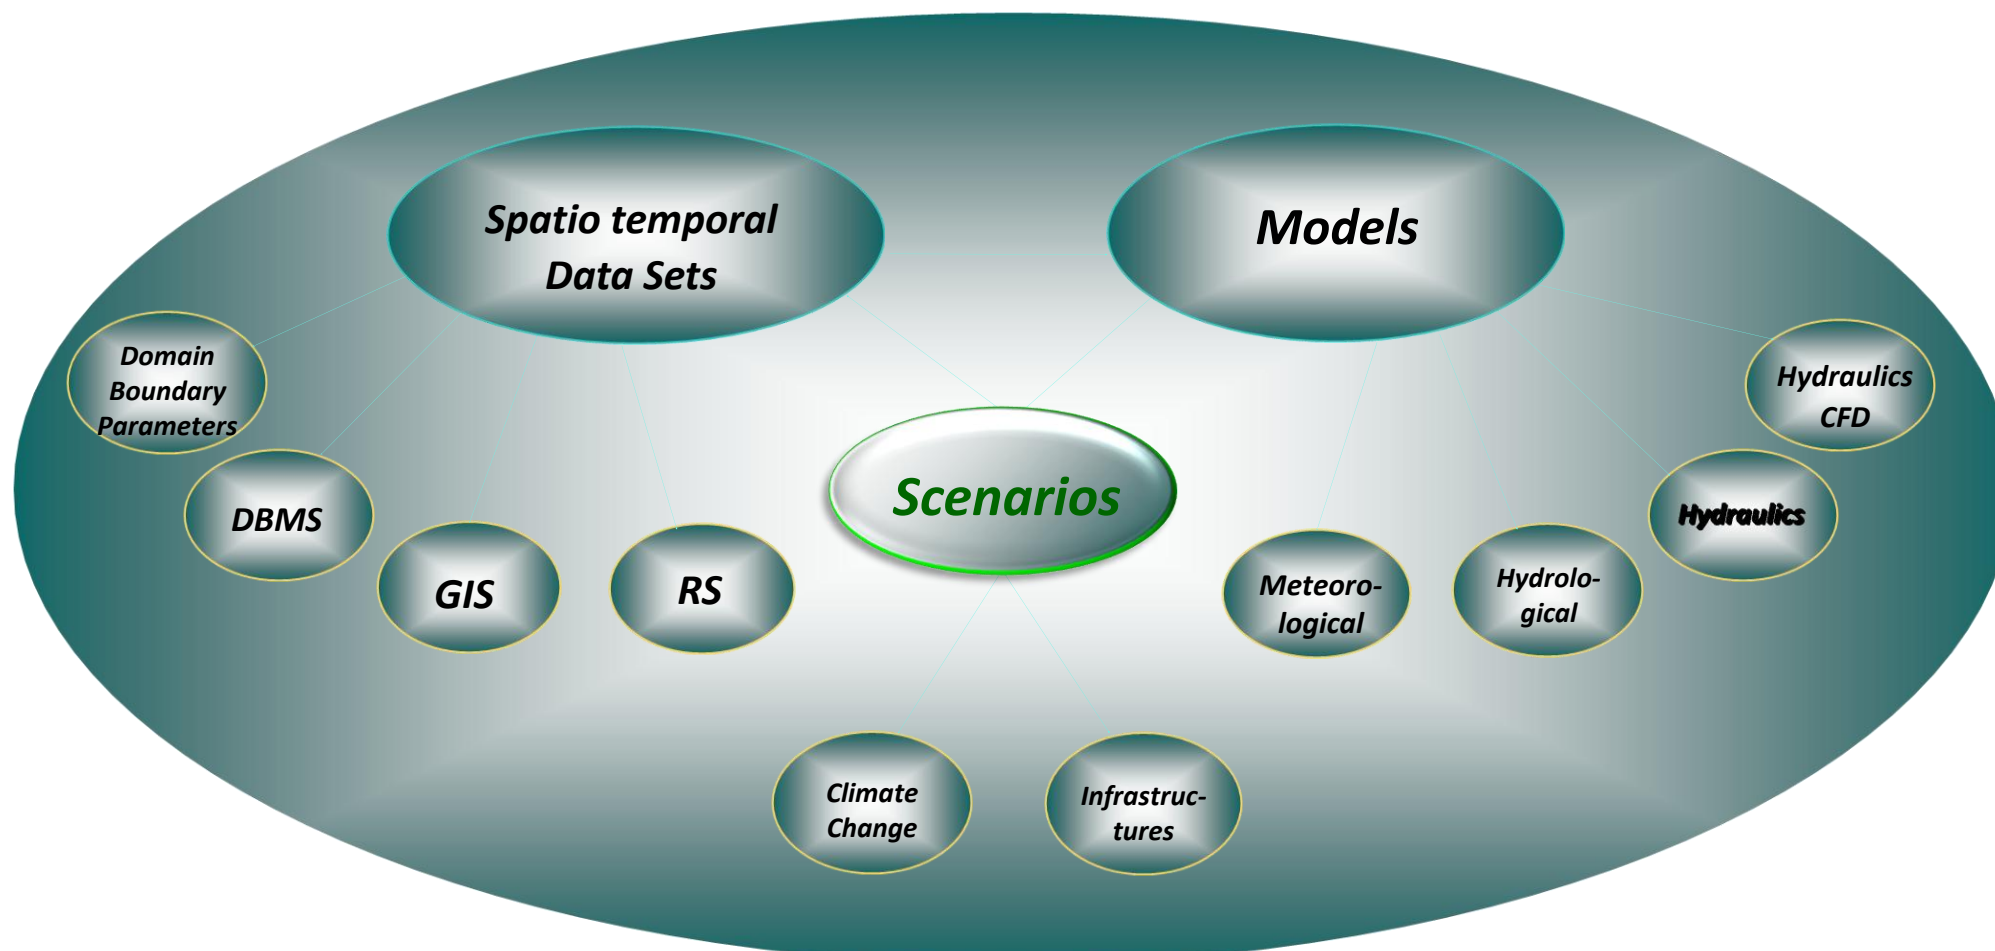 Spatio temporal
Data Sets
Models
Domain
Boundary
Parameters
DBMS
GIS
RS
Scenarios
Meteoro-
logical
Hydrolo-
gical
Hydraulics
Hydraulics
CFD
Climate
Change
Infrastruc-
tures